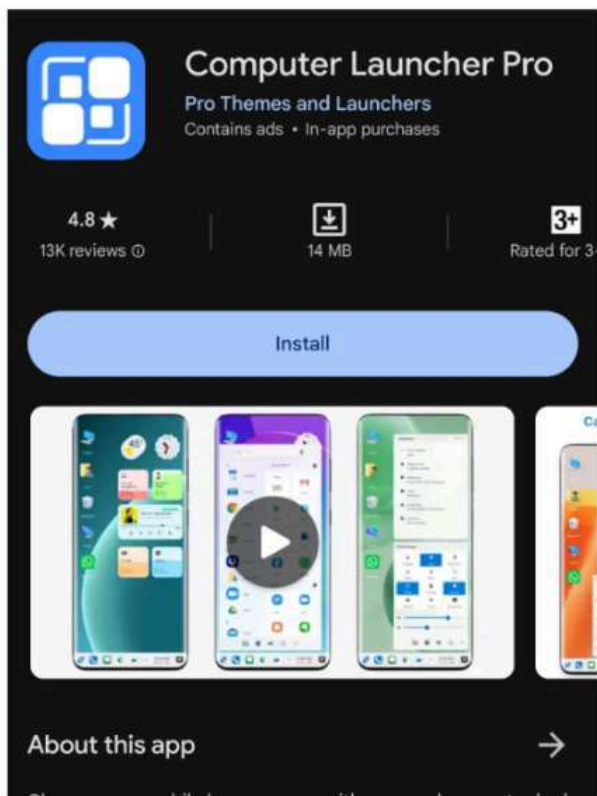 Computer Launcher Pro
Pro Themes and Launchers
Contains ads • In-app purchases
4.8 ★
13K reviews ⓘ
14 MB
3+
Rated for 3
Install
About this app